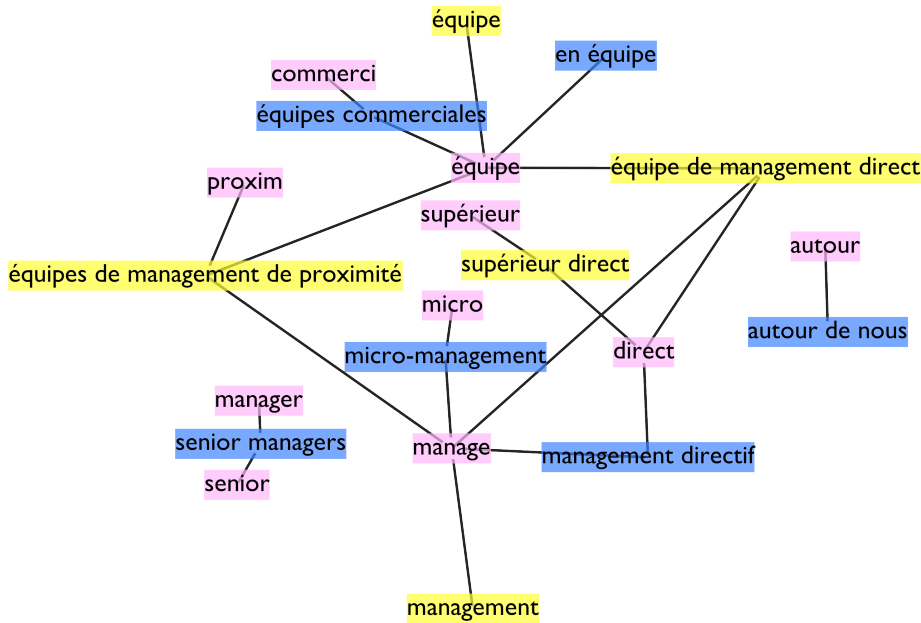 équipe
en équipe
commerci
équipes commerciales
équipe
équipe de management direct
proxim
supérieur
autour
supérieur direct
équipes de management de proximité
micro
autour de nous
micro-management
direct
manager
senior managers
manage
management directif
senior
management